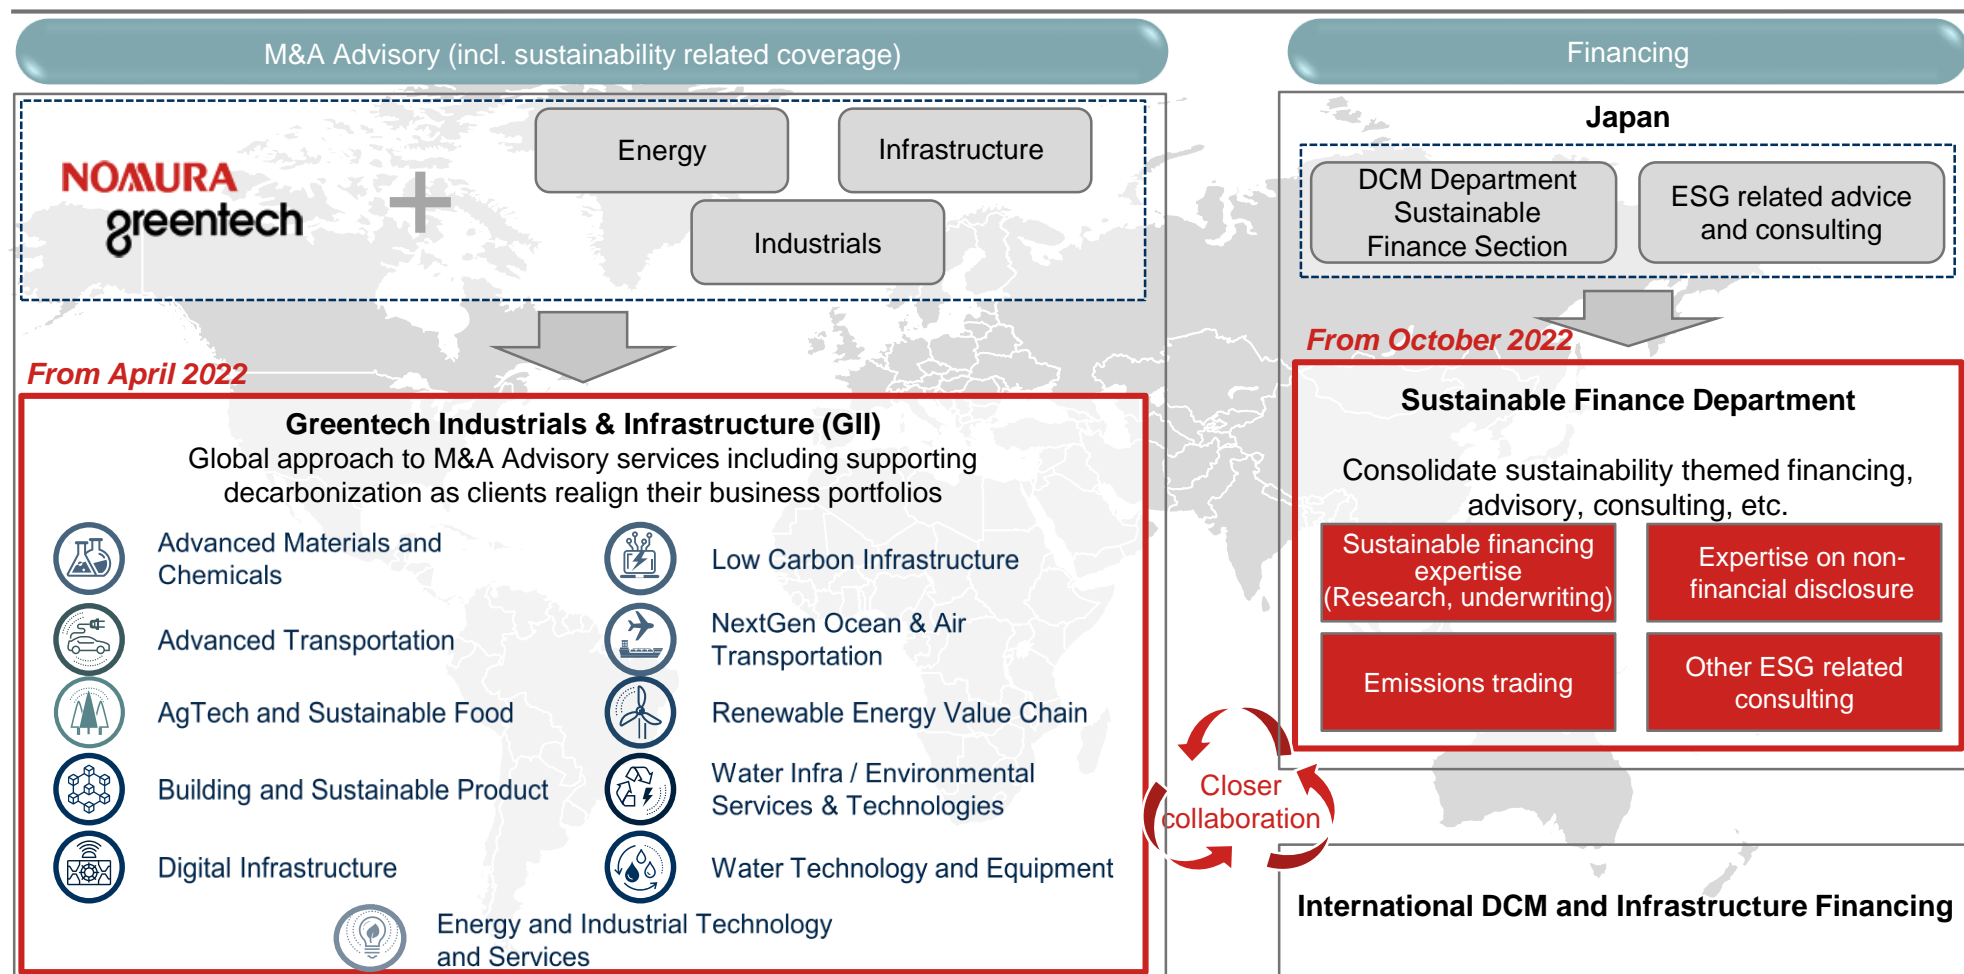 M&A Advisory (incl. sustainability related coverage)
NOMURA
greentech
Energy
Infrastructure
Industrials
From April 2022
Greentech Industrials & Infrastructure (GII)
Global approach to M&A Advisory services including supporting
decarbonization as clients realign their business portfolios
Advanced Materials and
Chemicals
Low Carbon Infrastructure
Advanced Transportation
NextGen Ocean & Air
Transportation
AgTech and Sustainable Food
Renewable Energy Value Chain
Building and Sustainable Product
Water Infra / Environmental
Services & Technologies
Digital Infrastructure
Water Technology and Equipment
Energy and Industrial Technology
and Services
Closer
collaboration
Financing
Japan
DCM Department
Sustainable
Finance Section
ESG related advice
and consulting
From October 2022
Sustainable Finance Department
Consolidate sustainability themed financing,
advisory, consulting, etc.
Sustainable financing
expertise
(Research, underwriting)
Expertise on non-
financial disclosure
Emissions trading
Other ESG related
consulting
International DCM and Infrastructure Financing